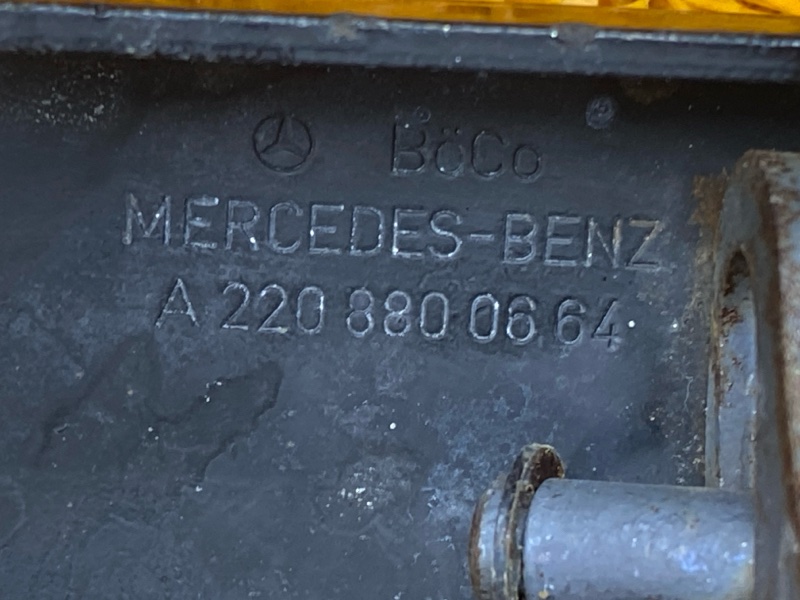 BöCo
MERCEDES-BENZ
A 220 880 06 64